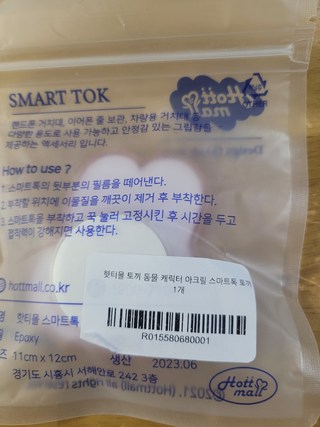 Hott mall
SMART TOK
핸드폰 거치대, 이어폰 줄 보관, 차량용 거치대 등
다양한 용도로 사용 가능하고 안정감 있는 그립감을
제공하는 액세서리 입니다.
How to use ?
1. 스마트톡의 뒷부분의 필름을 떼어낸다.
2. 부착할 위치에 이물질을 깨끗이 제거 후 부착한다.
3. 스마트톡을 부착하고 꾹 눌러 고정시킨 후 시간을 두고
접착력이 강해지면 사용한다.
hottmall.co.kr
핫티몰 토끼 동물 캐릭터 아크릴 스마트톡 토끼
1개
R015580680001
명 핫티몰 스마트톡
Epoxy
즈 11cm x 12cm 생산 2023.06
경기도 시흥시 서해안로 242 3층
Hott mall
©2021. (Hottmall) all rights